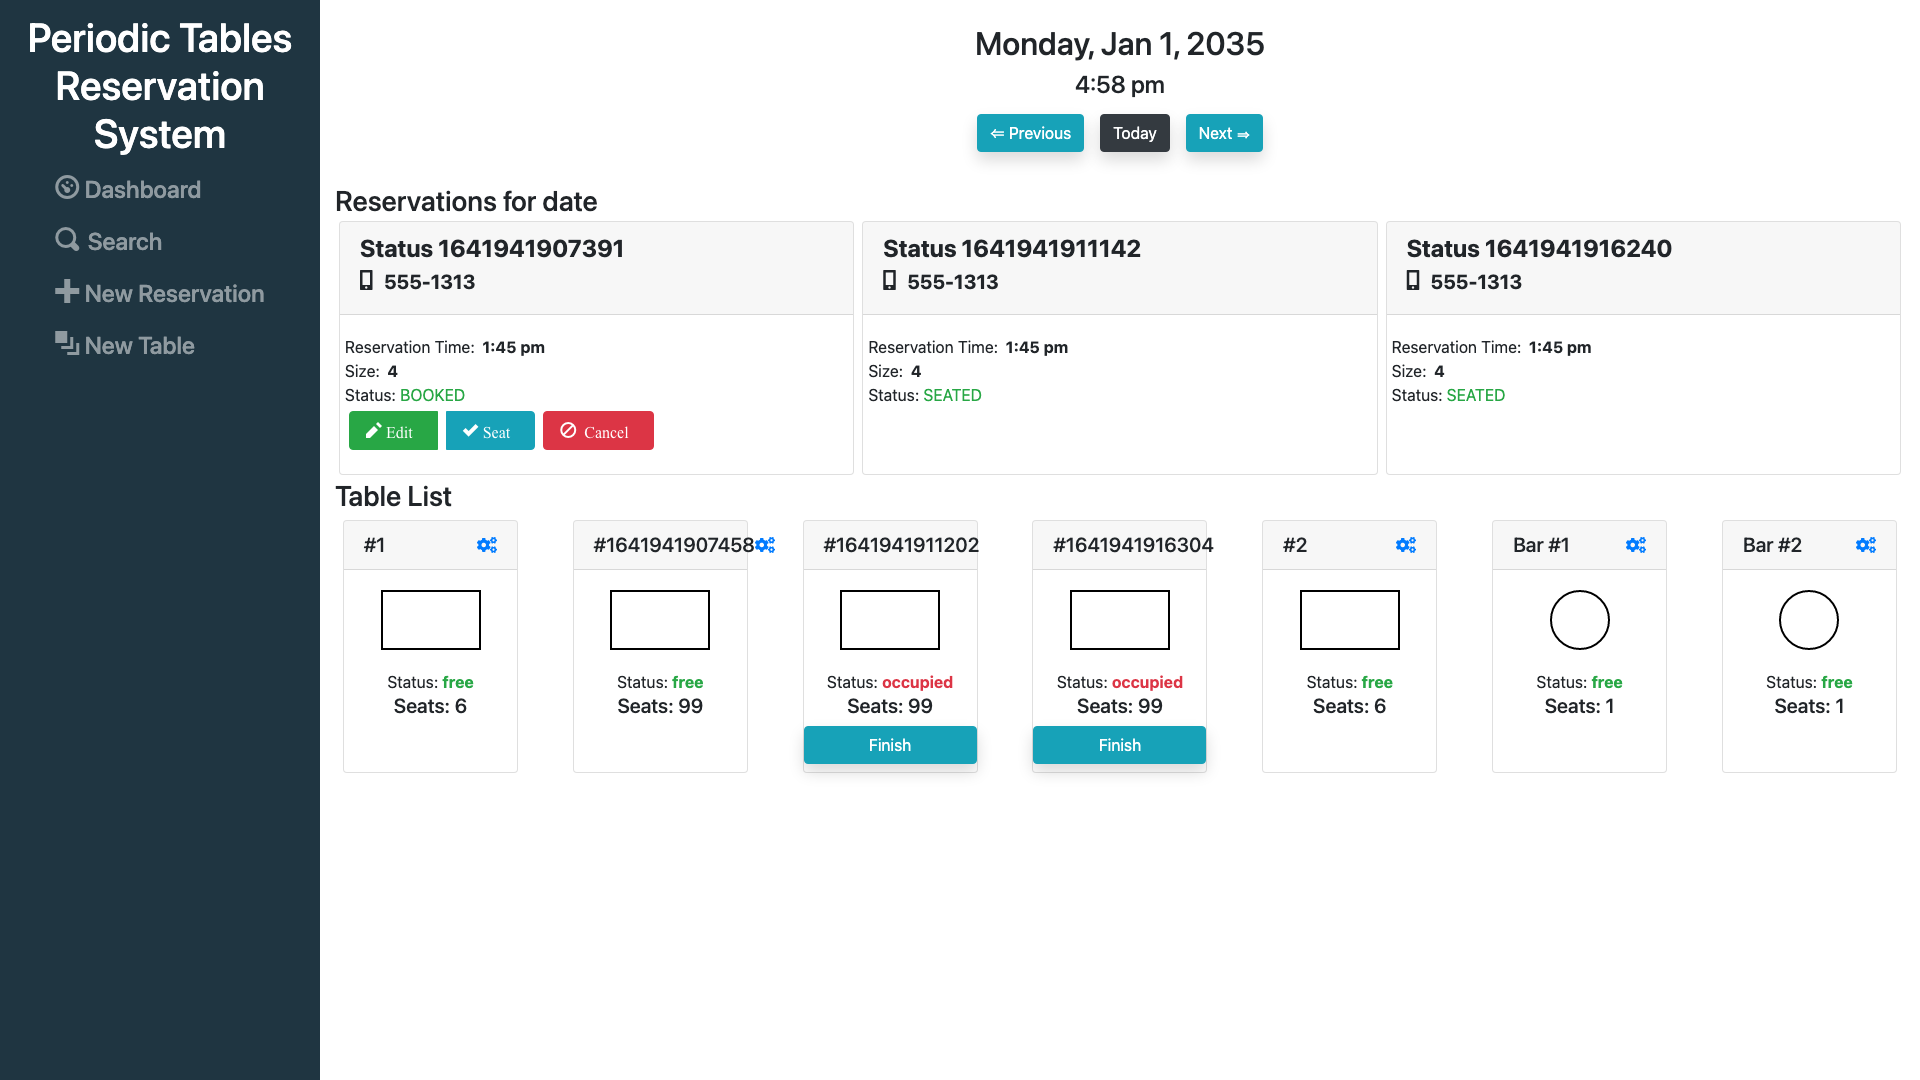 Periodic Tables
Reservation
System
Dashboard
Search
New Reservation
New Table
Monday, Jan 1, 2035
4:58 pm
⇐ Previous
Today
Next ⇒
Reservations for date
Status 1641941907391
555-1313
Reservation Time: 1:45 pm
Size: 4
Status: BOOKED
Edit
Seat
Cancel
Status 1641941911142
555-1313
Reservation Time: 1:45 pm
Size: 4
Status: SEATED
Status 1641941916240
555-1313
Reservation Time: 1:45 pm
Size: 4
Status: SEATED
Table List
#1
Status: free
Seats: 6
#1641941907458
Status: free
Seats: 99
#1641941911202
Status: occupied
Seats: 99
Finish
#1641941916304
Status: occupied
Seats: 99
Finish
#2
Status: free
Seats: 6
Bar #1
Status: free
Seats: 1
Bar #2
Status: free
Seats: 1